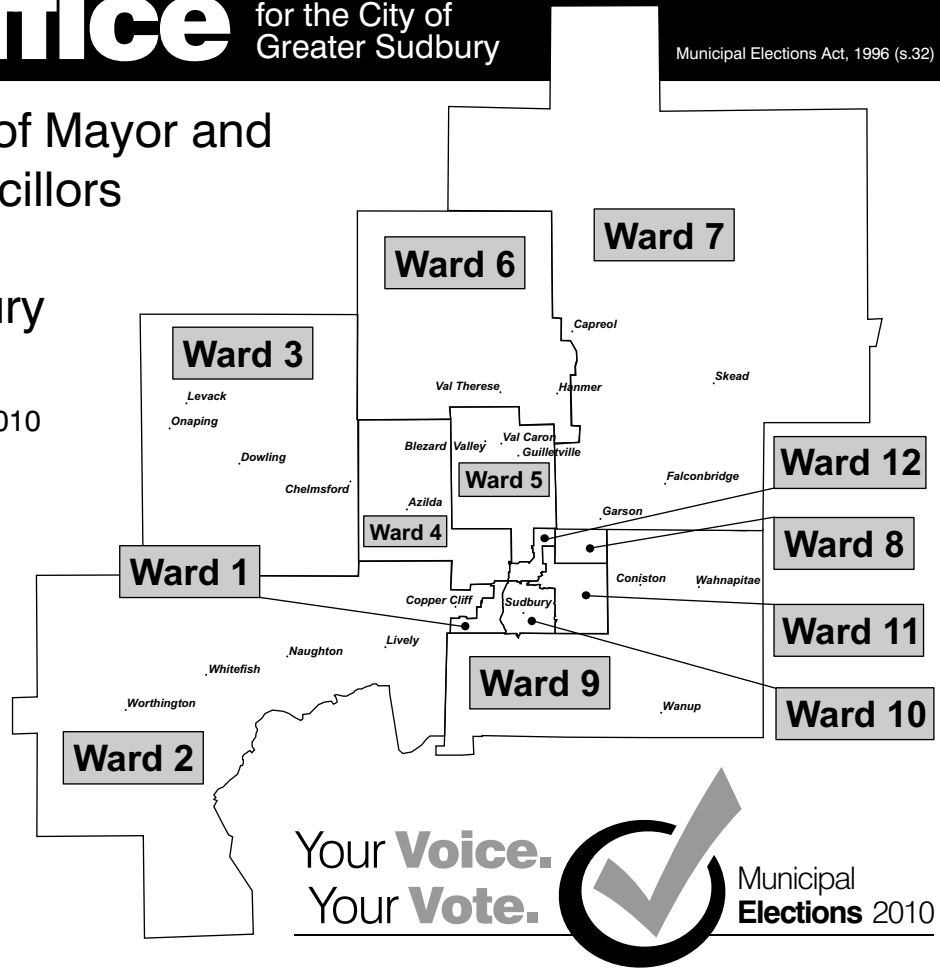 for the City of
Greater Sudbury
Municipal Elections Act, 1996 (s.32)
of Mayor and
Ward 7
Ward 6
Capreol
Ward 3
Skead
Val Therese
Hanmer
Levack
Onaping
010
Val Caron
Blezard Valley
Guilletville
Dowling
Ward 12
Ward 5
Falconbridge
Chelmsford
Azilda
Garson
Ward 4
Ward 8
Ward 1
Coniston
Wahnapitae
Copper Cliff
Sudbury
Ward 11
Lively
Naughton
Whitefish
Ward 9
Worthington
Wanup
Ward 10
Ward 2
Your Voice.
Your Vote.
Municipal
Elections 2010